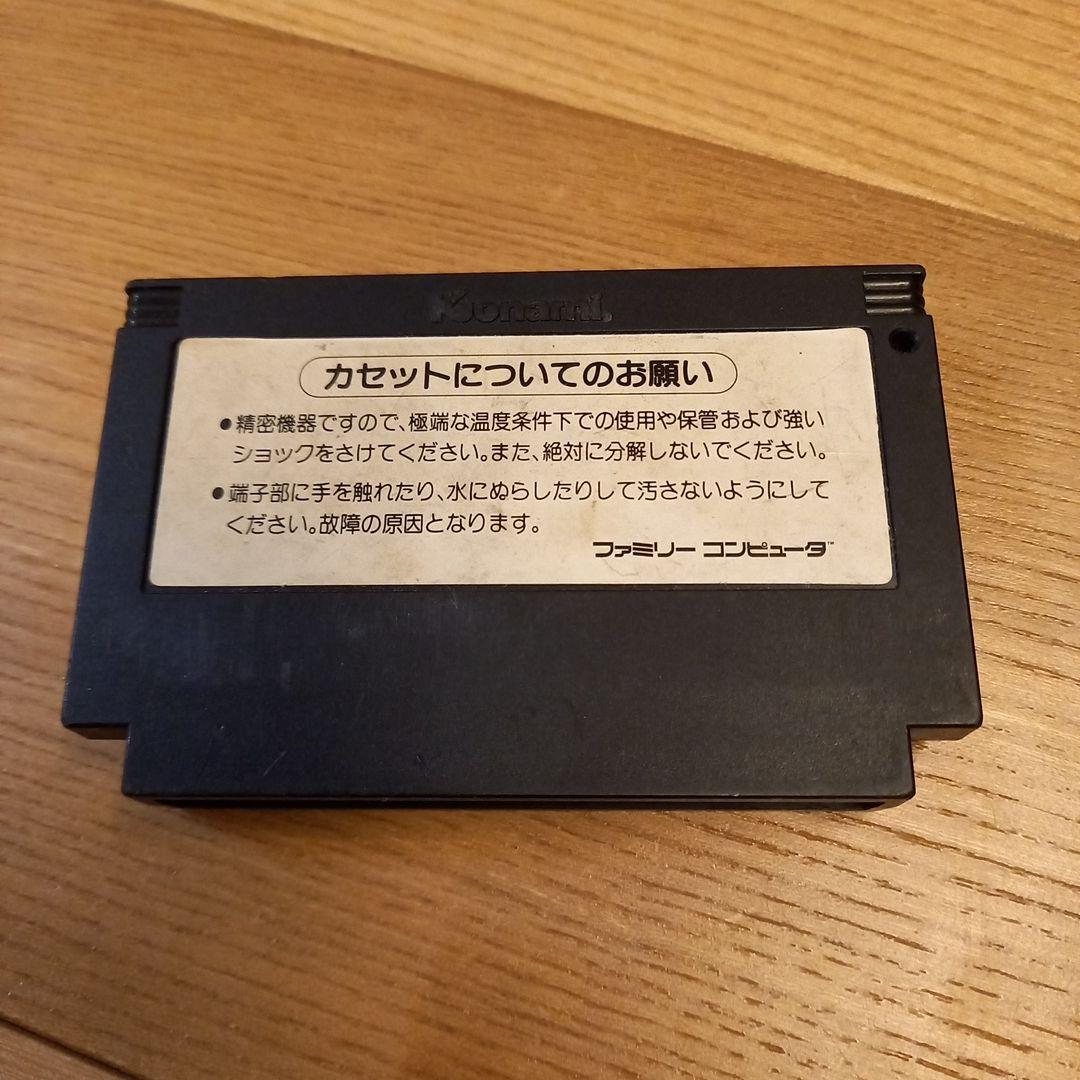 Konami
カセットについてのお願い
●精密機器ですので、極端な温度条件下での使用や保管および強い
ショックをさけてください。また、絶対に分解しないでください。
●端子部に手を触れたり、水にぬらしたりして汚さないようにして
ください。故障の原因となります。
ファミリー コンピュータ™